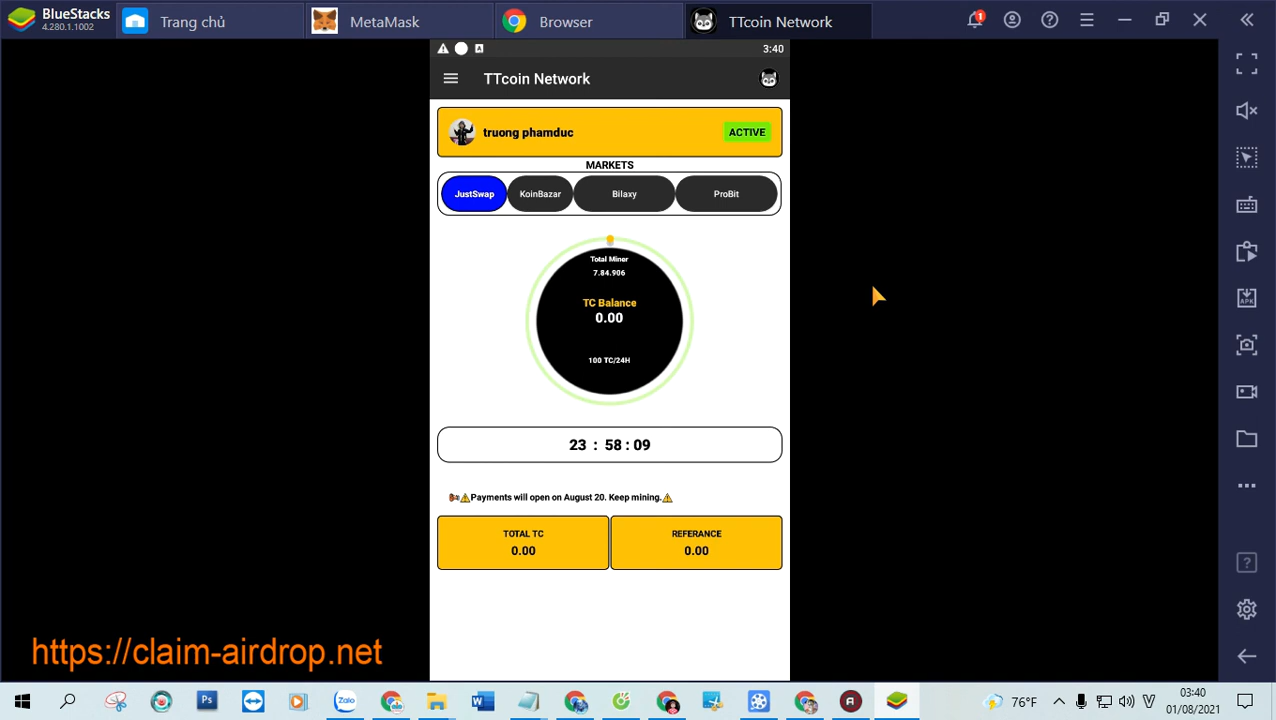 BlueStacks
4.280.1.1002
Trang chủ
MetaMask
Browser
TTcoin Network
1
3:40
TTcoin Network
truong phamduc
ACTIVE
MARKETS
JustSwap
KoinBazar
Bilaxy
ProBit
Total Miner
7.84.906
TC Balance
0.00
100 TC/24H
23 : 58 : 09
Payments will open on August 20. Keep mining.
TOTAL TC
0.00
REFERANCE
0.00
https://claim-airdrop.net
76°F
03:40
01/08/2021